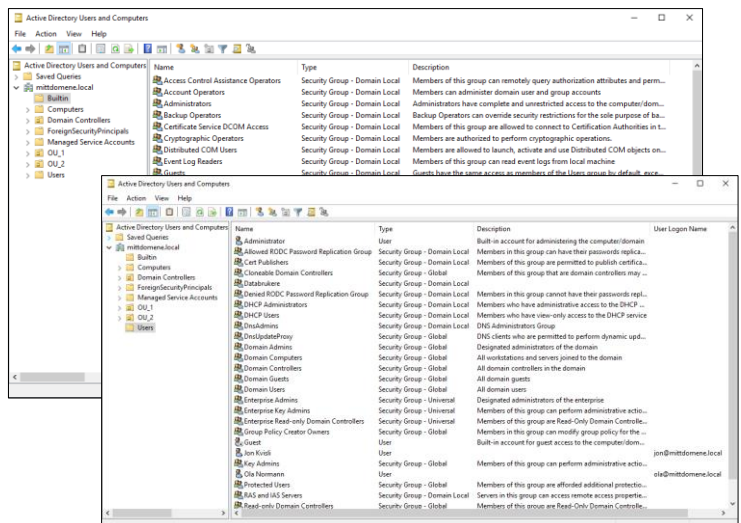 Active Directory Users and Computers
File Action View Help
Active Directory Users and Computers
Saved Queries
mittdomene.local
Builtin
Computers
Domain Controllers
ForeignSecurityPrincipals
Managed Service Accounts
OU_1
OU_2
Users
Name Type Description
Access Control Assistance Operators Security Group - Domain Local Members of this group can remotely query authorization attributes and perm...
Account Operators Security Group - Domain Local Members can administer domain user and group accounts
Administrators Security Group - Domain Local Administrators have complete and unrestricted access to the computer/dom...
Backup Operators Security Group - Domain Local Backup Operators can override security restrictions for the sole purpose of ba...
Certificate Service DCOM Access Security Group - Domain Local Members of this group are allowed to connect to Certification Authorities in t...
Cryptographic Operators Security Group - Domain Local Members are authorized to perform cryptographic operations.
Distributed COM Users Security Group - Domain Local Members are allowed to launch, activate and use Distributed COM objects on...
Event Log Readers Security Group - Domain Local Members of this group can read event logs from local machine
Guests Security Group - Domain Local Guests have the same access as members of the Users group by default, exce...
Active Directory Users and Computers
File Action View Help
Active Directory Users and Computers
Saved Queries
mittdomene.local
Builtin
Computers
Domain Controllers
ForeignSecurityPrincipals
Managed Service Accounts
OU_1
OU_2
Users
Name Type Description User Logon Name
Administrator User Built-in account for administering the computer/domain
Allowed RODC Password Replication Group Security Group - Domain Local Members in this group can have their passwords replica...
Cert Publishers Security Group - Domain Local Members of this group are permitted to publish certifica...
Cloneable Domain Controllers Security Group - Global Members of this group that are domain controllers may ...
Databrukere Security Group - Domain Local
Denied RODC Password Replication Group Security Group - Domain Local Members in this group cannot have their passwords repl...
DHCP Administrators Security Group - Domain Local Members who have administrative access to the DHCP ...
DHCP Users Security Group - Domain Local Members who have view-only access to the DHCP service
DnsAdmins Security Group - Domain Local DNS Administrators Group
DnsUpdateProxy Security Group - Global DNS clients who are permitted to perform dynamic upd...
Domain Admins Security Group - Global Designated administrators of the domain
Domain Computers Security Group - Global All workstations and servers joined to the domain
Domain Controllers Security Group - Global All domain controllers in the domain
Domain Guests Security Group - Global All domain guests
Domain Users Security Group - Global All domain users
Enterprise Admins Security Group - Universal Designated administrators of the enterprise
Enterprise Key Admins Security Group - Universal Members of this group can perform administrative actio...
Enterprise Read-only Domain Controllers Security Group - Universal Members of this group are Read-Only Domain Controlle...
Group Policy Creator Owners Security Group - Global Members in this group can modify group policy for the ...
Guest User Built-in account for guest access to the computer/dom...
Jon Kvisli User jon@mittdomene.local
Key Admins Security Group - Global Members of this group can perform administrative actio...
Ola Normann User ola@mittdomene.local
Protected Users Security Group - Global Members of this group are afforded additional protectio...
RAS and IAS Servers Security Group - Domain Local Servers in this group can access remote access propertie...
Read-only Domain Controllers Security Group - Global Members of this group are Read-Only Domain Controlle...